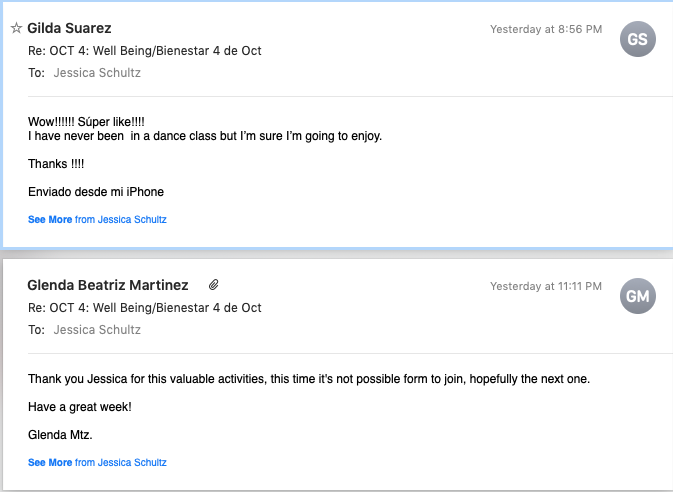 ☆ Gilda Suarez Yesterday at 8:56 PM GS
Re: OCT 4: Well Being/Bienestar 4 de Oct
To: Jessica Schultz
Wow!!!!!! Súper like!!!!
I have never been in a dance class but I’m sure I’m going to enjoy.
Thanks !!!!
Enviado desde mi iPhone
See More from Jessica Schultz
Glenda Beatriz Martinez Yesterday at 11:11 PM GM
Re: OCT 4: Well Being/Bienestar 4 de Oct
To: Jessica Schultz
Thank you Jessica for this valuable activities, this time it's not possible form to join, hopefully the next one.
Have a great week!
Glenda Mtz.
See More from Jessica Schultz